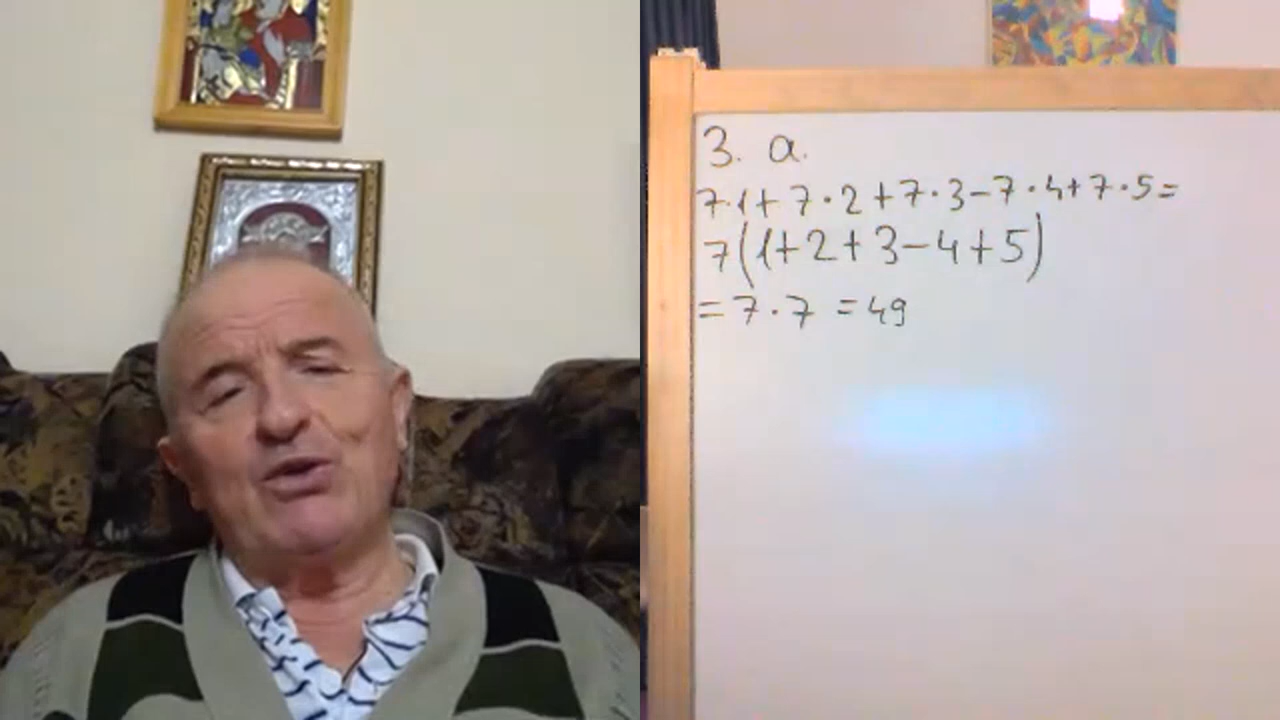 3. a.
7·1+7·2+7·3-7·4+7·5=
7(1+2+3-4+5)
=7·7=49